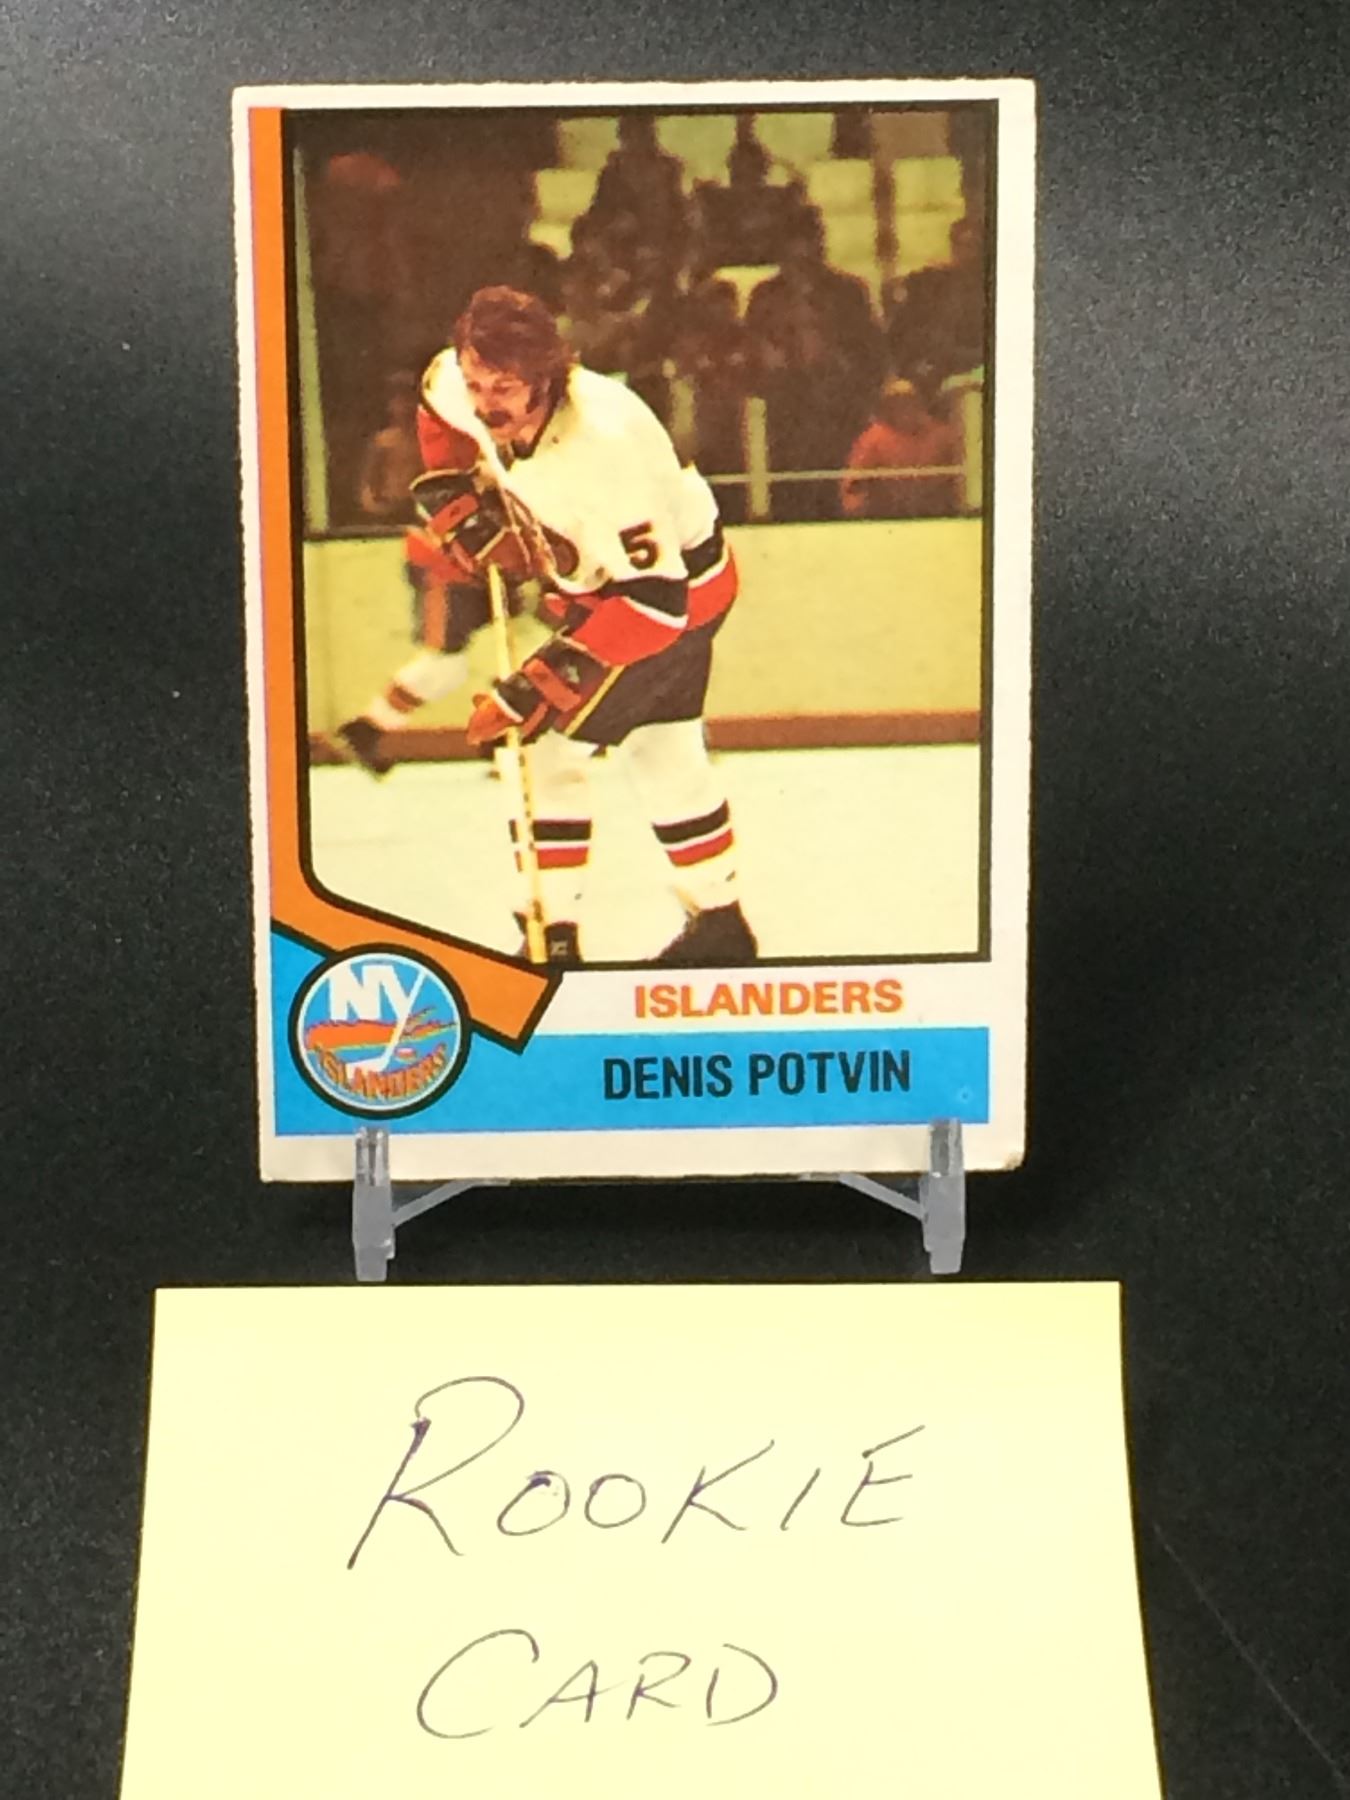 5
ISLANDERS
NY
ISLANDERS
DENIS POTVIN
ROOKIE
CARD